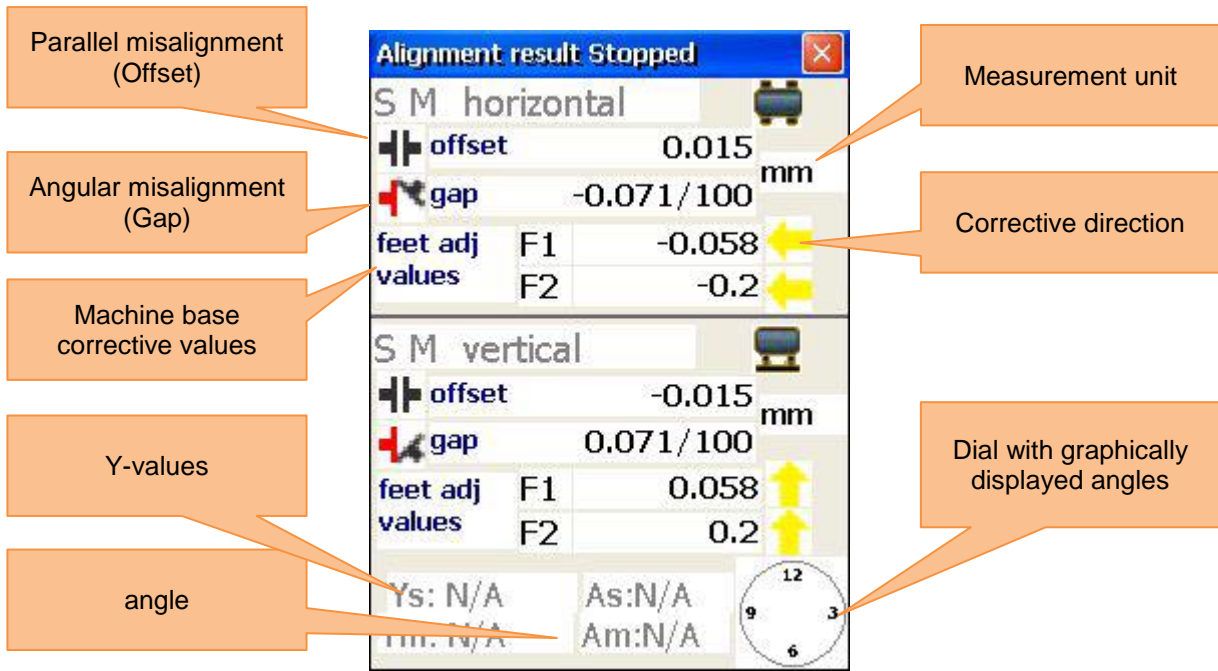 Parallel misalignment
(Offset)
Angular misalignment
(Gap)
Machine base
corrective values
Y-values
angle
Alignment result Stopped
S M horizontal
offset 0.015
mm
gap -0.071/100
feet adj
values
F1 -0.058
F2 -0.2
S M vertical
offset -0.015
mm
gap 0.071/100
feet adj
values
F1 0.058
F2 0.2
Ys: N/A As:N/A
N/A Am:N/A
12
9 3
6
Measurement unit
Corrective direction
Dial with graphically
displayed angles